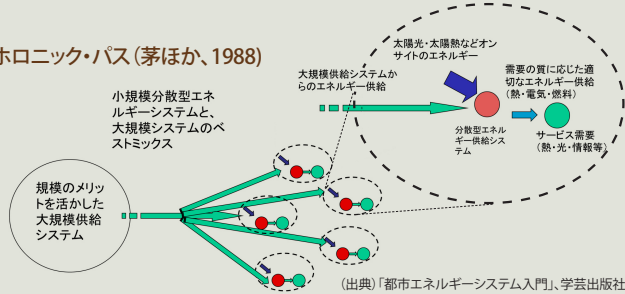 ホロニック・パス(茅ほか、1988)
小規模分散型エネ
ルギーシステムと、
大規模システムのベ
ストミックス
規模のメリッ
トを活かした
大規模供給
システム
太陽光・太陽熱などオン
サイトのエネルギー
大規模供給システムか
らのエネルギー供給
需要の質に応じた適
切なエネルギー供給
(熱・電気・燃料)
分散型エネル
ギー供給シス
テム
サービス需要
(熱・光・情報等)
(出典)「都市エネルギーシステム入門」、学芸出版社